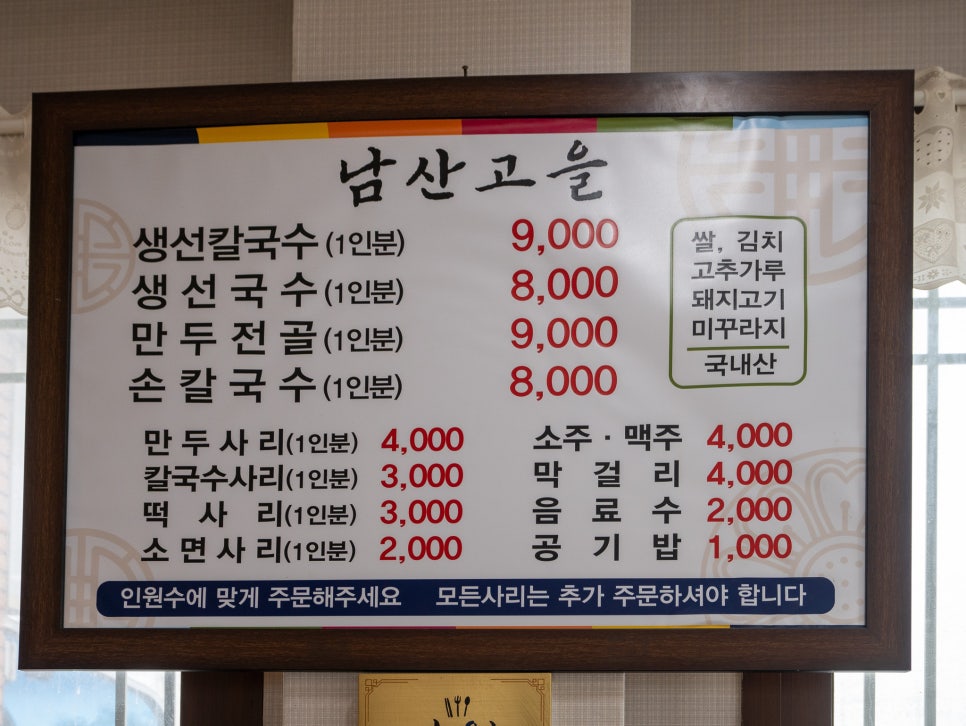 남산고을
생선칼국수 (1인분) 9,000
생선국수 (1인분) 8,000
만두전골 (1인분) 9,000
손칼국수 (1인분) 8,000
쌀, 김치
고추가루
돼지고기
미꾸라지
국내산
만두사리(1인분) 4,000
칼국수사리(1인분) 3,000
떡사리(1인분) 3,000
소면사리(1인분) 2,000
소주 · 맥주 4,000
막걸리 4,000
음료수 2,000
공기밥 1,000
인원수에 맞게 주문해주세요 모든사리는 추가 주문하셔야 합니다